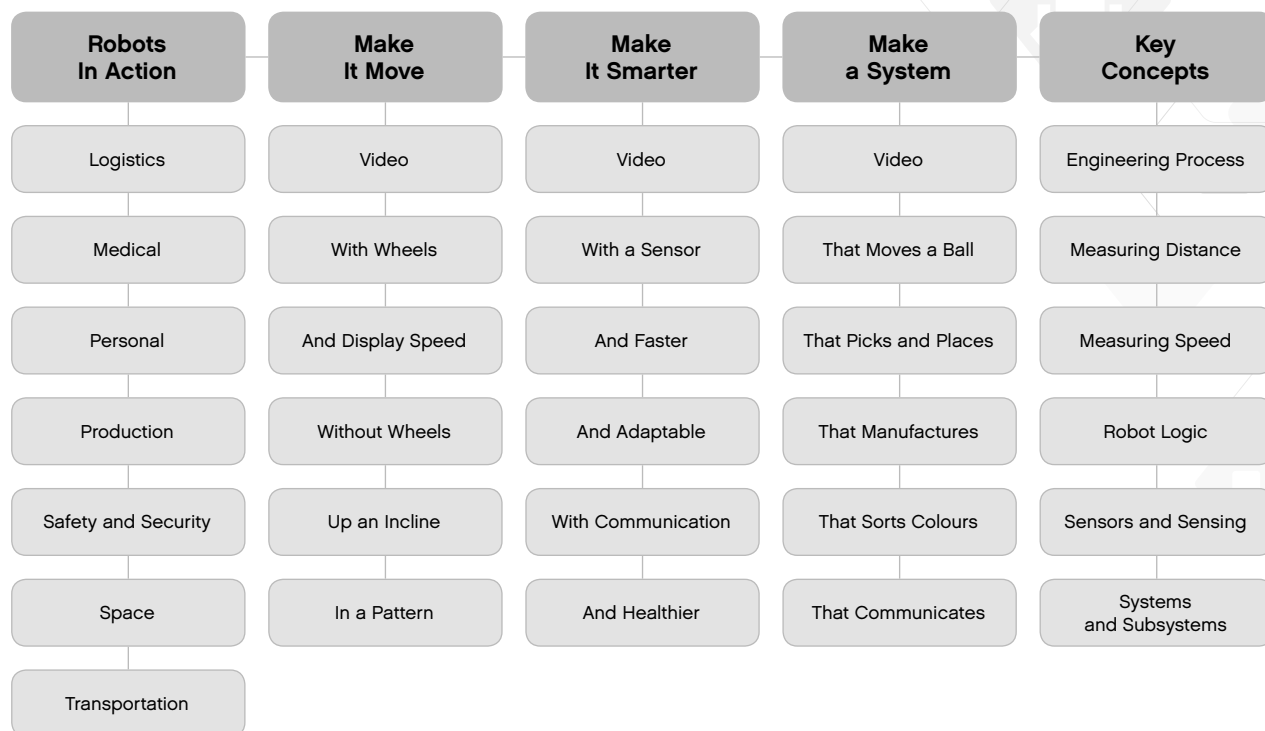 Robots
In Action
Logistics
Medical
Personal
Production
Safety and Security
Space
Transportation
Make
It Move
Video
With Wheels
And Display Speed
Without Wheels
Up an Incline
In a Pattern
Make
It Smarter
Video
With a Sensor
And Faster
And Adaptable
With Communication
And Healthier
Make
a System
Video
That Moves a Ball
That Picks and Places
That Manufactures
That Sorts Colours
That Communicates
Key
Concepts
Engineering Process
Measuring Distance
Measuring Speed
Robot Logic
Sensors and Sensing
Systems
and Subsystems